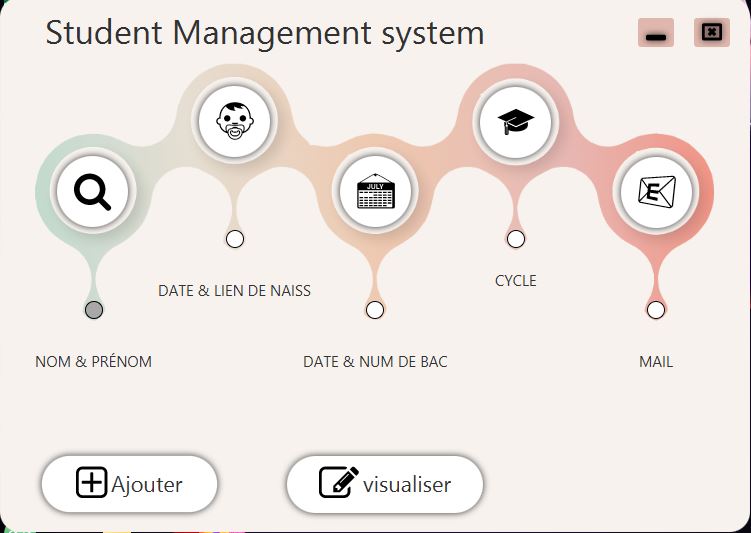 Student Management system
JULY
E
DATE & LIEN DE NAISS
CYCLE
NOM & PRÉNOM
DATE & NUM DE BAC
MAIL
Ajouter
visualiser